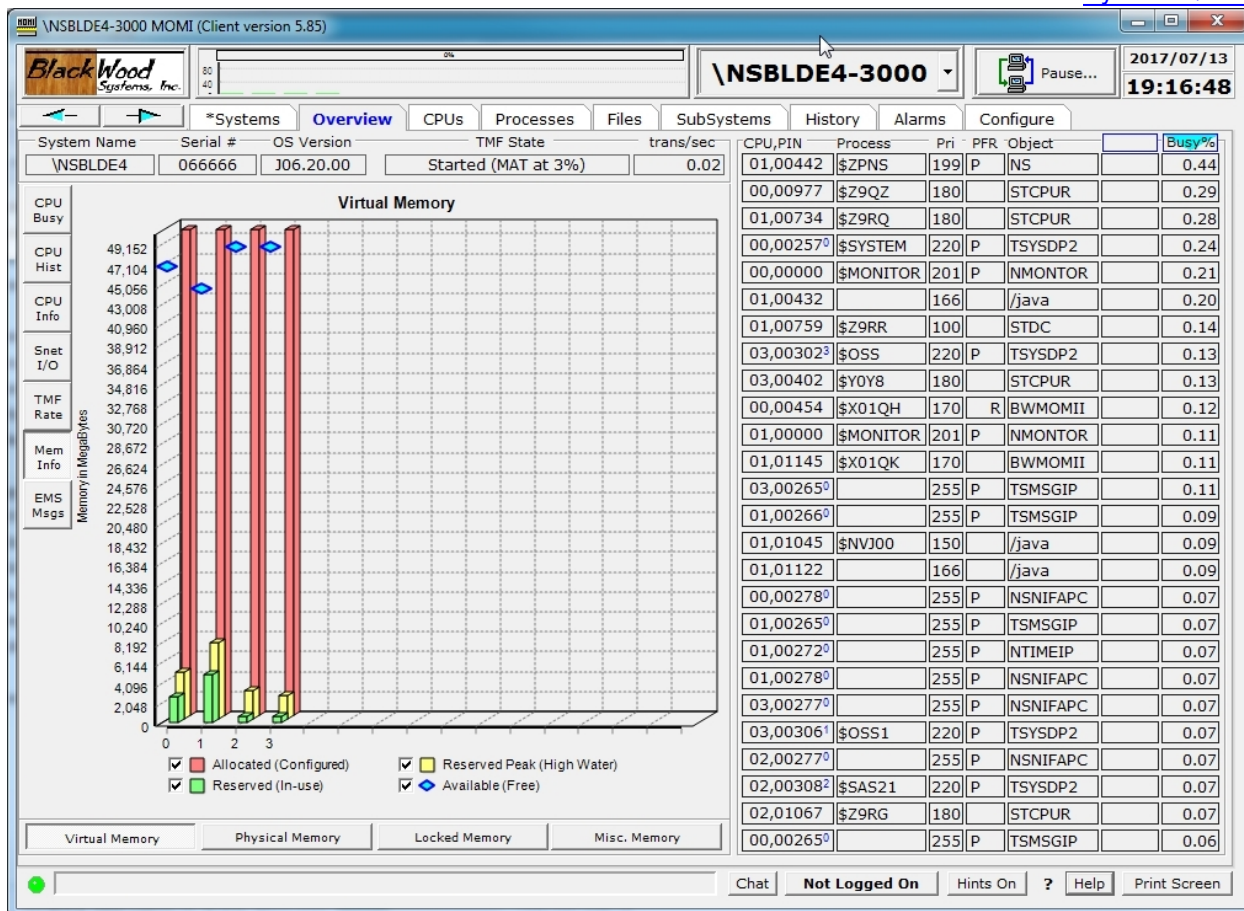 \NSBLDE4-3000 MOMI (Client version 5.85)
BlackWood
Systems, Inc.
0%
80
40
\NSBLDE4-3000
Pause...
2017/07/13
19:16:48
*Systems Overview CPUs Processes Files SubSystems History Alarms Configure
System Name Serial # OS Version TMF State trans/sec
\NSBLDE4 066666 J06.20.00 Started (MAT at 3%) 0.02
CPU Busy
CPU Hist
CPU Info
Snet I/O
TMF Rate
Mem Info
EMS Msgs
Virtual Memory
Memory in MegaBytes
49,152
47,104
45,056
43,008
40,960
38,912
36,864
34,816
32,768
30,720
28,672
26,624
24,576
22,528
20,480
18,432
16,384
14,336
12,288
10,240
8,192
6,144
4,096
2,048
0
0 1 2 3
Allocated (Configured) Reserved Peak (High Water)
Reserved (In-use) Available (Free)
Virtual Memory Physical Memory Locked Memory Misc. Memory
CPU,PIN Process Pri PFR Object Busy%
01,00442 $ZPNS 199 P NS 0.44
00,00977 $Z9QZ 180 STCPUR 0.29
01,00734 $Z9RQ 180 STCPUR 0.28
00,00257⁰ $SYSTEM 220 P TSYSDP2 0.24
00,00000 $MONITOR 201 P NMONTOR 0.21
01,00432 166 /java 0.20
01,00759 $Z9RR 100 STDC 0.14
03,00302³ $OSS 220 P TSYSDP2 0.13
03,00402 $Y0Y8 180 STCPUR 0.13
00,00454 $X01QH 170 R BWMOMII 0.12
01,00000 $MONITOR 201 P NMONTOR 0.11
01,01145 $X01QK 170 BWMOMII 0.11
03,00265⁰ 255 P TSMSGIP 0.11
01,00266⁰ 255 P TSMSGIP 0.09
01,01045 $NVJ00 150 /java 0.09
01,01122 166 /java 0.09
00,00278⁰ 255 P NSNIFAPC 0.07
01,00265⁰ 255 P TSMSGIP 0.07
01,00272⁰ 255 P NTIMEIP 0.07
01,00278⁰ 255 P NSNIFAPC 0.07
03,00277⁰ 255 P NSNIFAPC 0.07
03,00306¹ $OSS1 220 P TSYSDP2 0.07
02,00277⁰ 255 P NSNIFAPC 0.07
02,00308² $SAS21 220 P TSYSDP2 0.07
02,01067 $Z9RG 180 STCPUR 0.07
00,00265⁰ 255 P TSMSGIP 0.06
Chat Not Logged On Hints On ? Help Print Screen